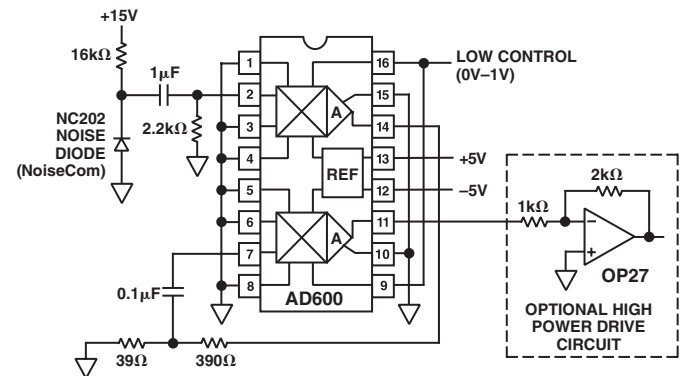 +15V
16kΩ
1μF
NC202
NOISE
DIODE
(NoiseCom)
2.2kΩ
1
2
3
4
5
6
7
8
16
15
14
13
12
11
10
9
A
REF
A
AD600
LOW CONTROL
(0V–1V)
+5V
–5V
0.1μF
39Ω
390Ω
1kΩ
2kΩ
–
+
OP27
OPTIONAL HIGH
POWER DRIVE
CIRCUIT